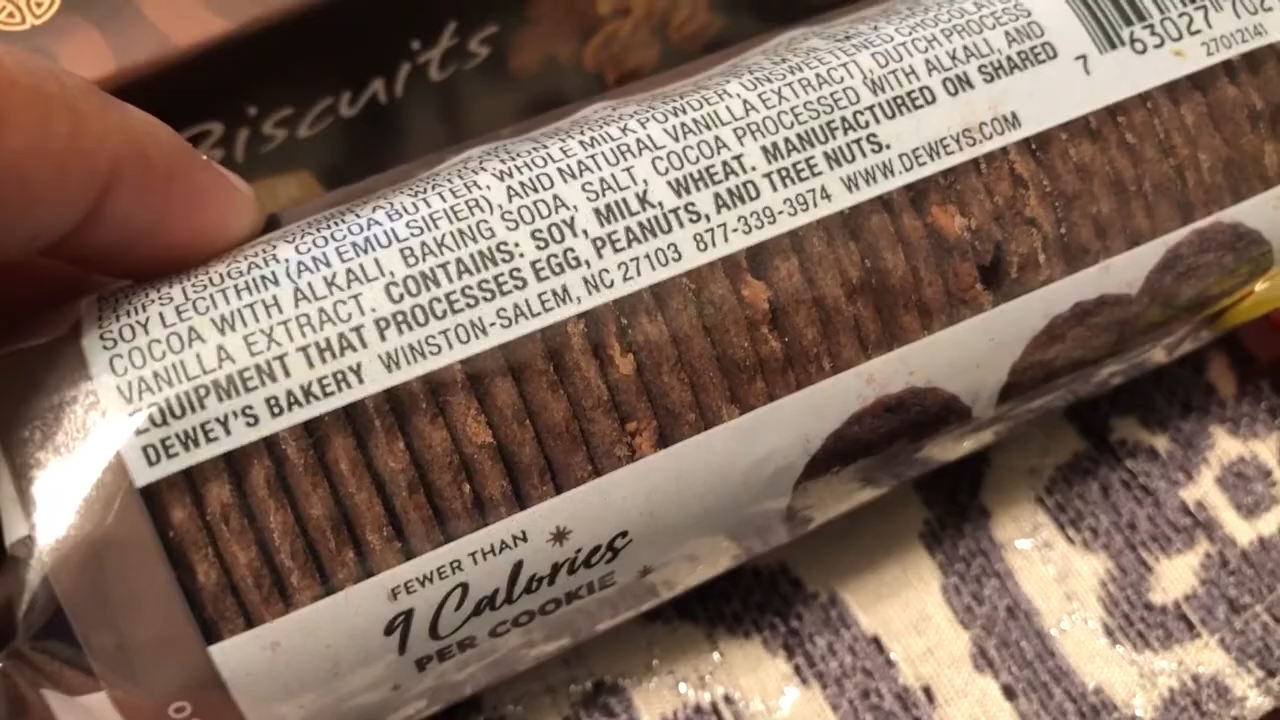 Biscuits
CHIPS (SUGAR, COCOA BUTTER, WHOLE MILK POWDER, UNSWEETENED CHOCOLATE,
SOY LECITHIN (AN EMULSIFIER), AND NATURAL VANILLA EXTRACT), DUTCH PROCESS
COCOA WITH ALKALI, BAKING SODA, SALT, COCOA PROCESSED WITH ALKALI, AND
VANILLA EXTRACT. CONTAINS: SOY, MILK, WHEAT. MANUFACTURED ON SHARED
EQUIPMENT THAT PROCESSES EGG, PEANUTS, AND TREE NUTS.
DEWEY'S BAKERY WINSTON-SALEM, NC 27103 877-339-3974 WWW.DEWEYS.COM
7 63027 702
27012141
FEWER THAN
9 Calories
PER COOKIE